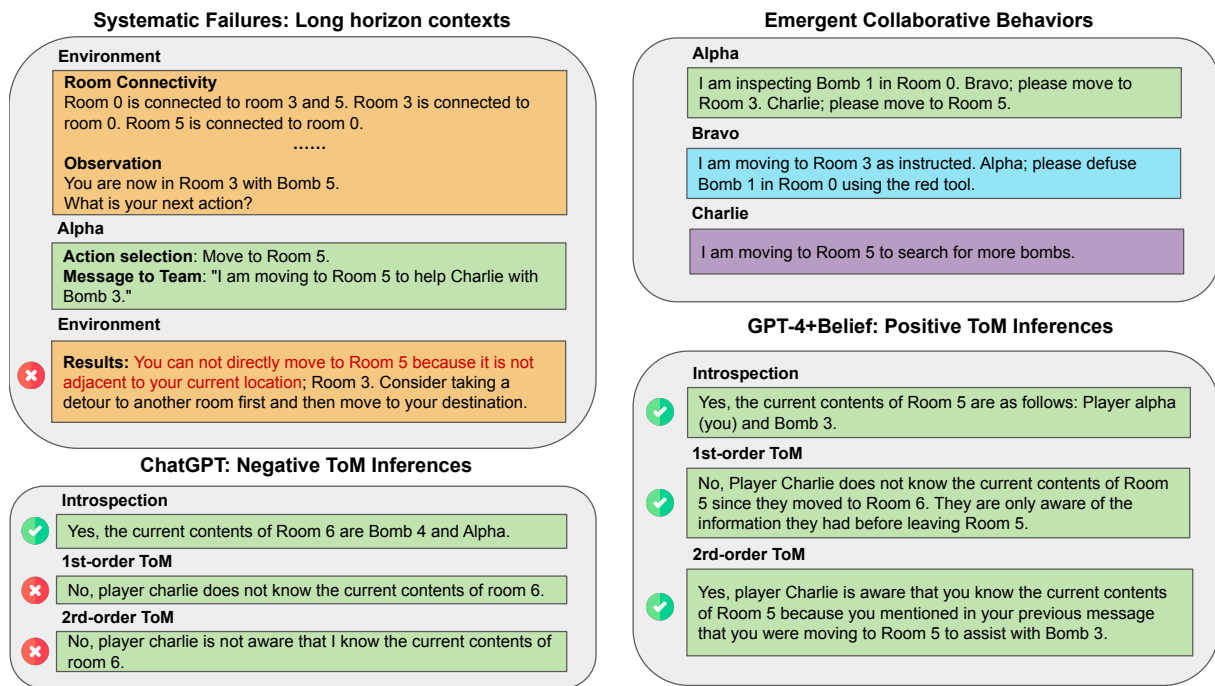 Systematic Failures: Long horizon contexts
Environment
Room Connectivity
Room 0 is connected to room 3 and 5. Room 3 is connected to
room 0. Room 5 is connected to room 0.
......
Observation
You are now in Room 3 with Bomb 5.
What is your next action?
Alpha
Action selection: Move to Room 5.
Message to Team: "I am moving to Room 5 to help Charlie with
Bomb 3."
Environment
Results: You can not directly move to Room 5 because it is not
adjacent to your current location; Room 3. Consider taking a
detour to another room first and then move to your destination.
ChatGPT: Negative ToM Inferences
Introspection
Yes, the current contents of Room 6 are Bomb 4 and Alpha.
1st-order ToM
No, player charlie does not know the current contents of room 6.
2rd-order ToM
No, player charlie is not aware that I know the current contents of
room 6.
Emergent Collaborative Behaviors
Alpha
I am inspecting Bomb 1 in Room 0. Bravo; please move to
Room 3. Charlie; please move to Room 5.
Bravo
I am moving to Room 3 as instructed. Alpha; please defuse
Bomb 1 in Room 0 using the red tool.
Charlie
I am moving to Room 5 to search for more bombs.
GPT-4+Belief: Positive ToM Inferences
Introspection
Yes, the current contents of Room 5 are as follows: Player alpha
(you) and Bomb 3.
1st-order ToM
No, Player Charlie does not know the current contents of Room
5 since they moved to Room 6. They are only aware of the
information they had before leaving Room 5.
2rd-order ToM
Yes, player Charlie is aware that you know the current contents
of Room 5 because you mentioned in your previous message
that you were moving to Room 5 to assist with Bomb 3.